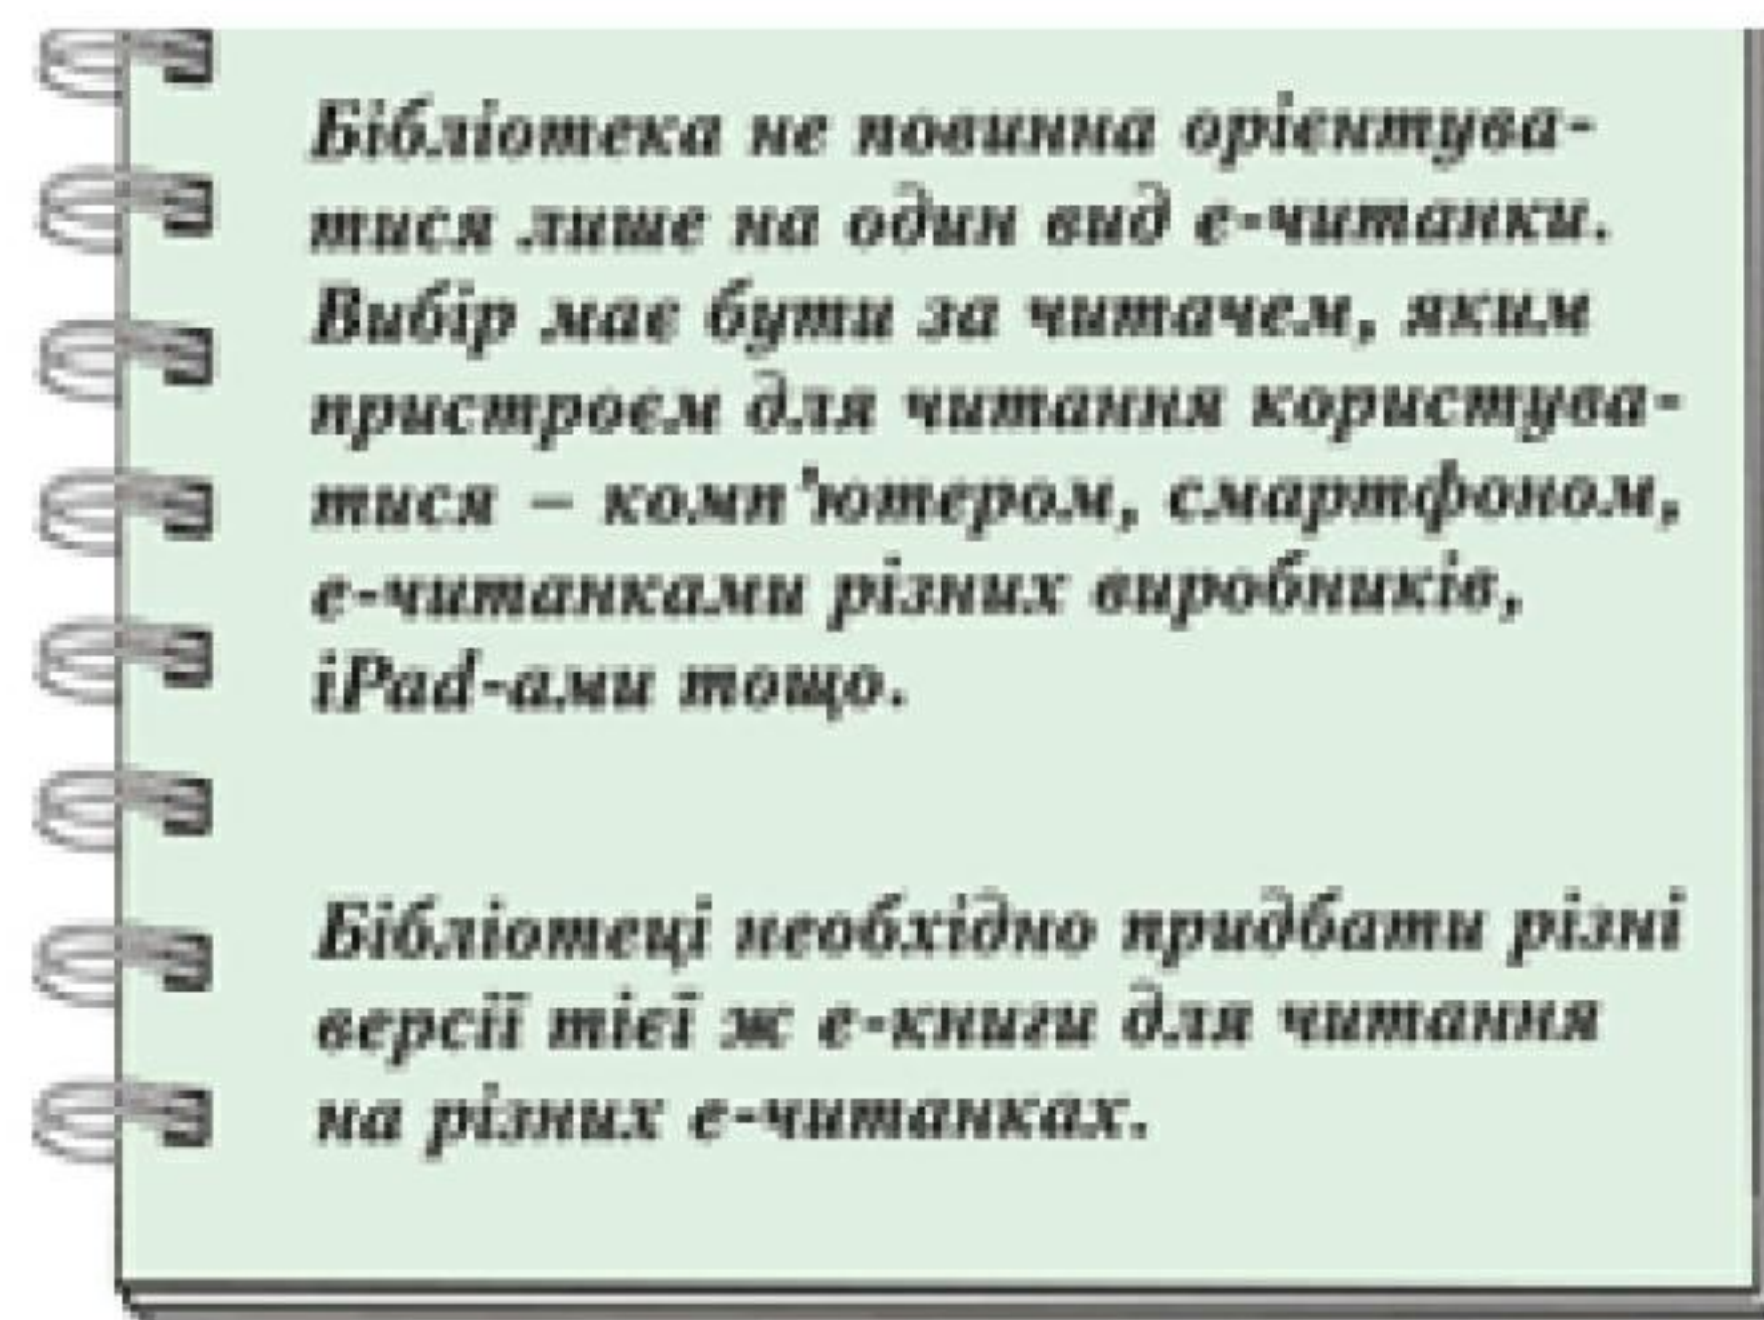 Бібліотека не повинна орієнтува-
тися лише на один вид е-читанки.
Вибір має бути за читачем, яким
пристроєм для читання користува-
тися – комп'ютером, смартфоном,
е-читанками різних виробників,
iPad-ами тощо.
Бібліотеці необхідно придбати різні
версії тієї ж е-книги для читання
на різних е-читанках.